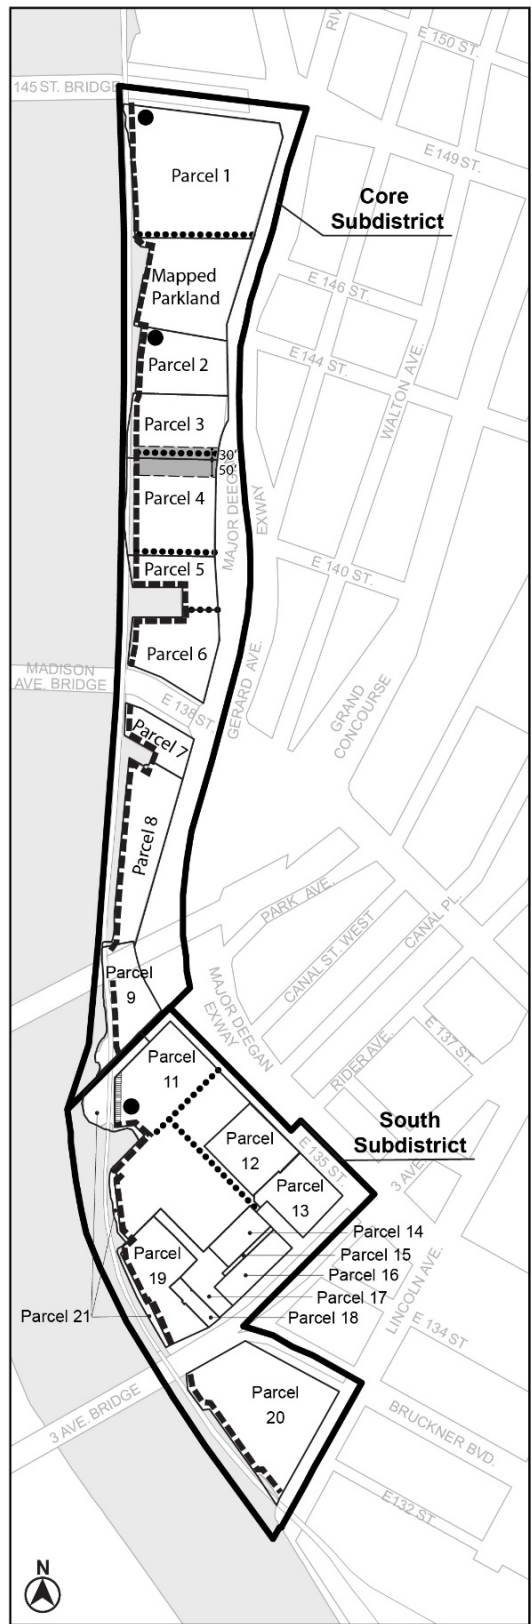 RIV
E 150 ST.
145 ST. BRIDGE
E 149 ST.
Parcel 1
Core
Subdistrict
Mapped
Parkland
E 146 ST.
E 144 ST.
WALTON AVE.
Parcel 2
Parcel 3
30'
50'
Parcel 4
MAJOR DEEGAN
EXWAY
E 140 ST.
Parcel 5
Parcel 6
MADISON
AVE. BRIDGE
E 138 ST.
GERARD AVE.
GRAND
CONCOURSE
Parcel 7
Parcel 8
PARK AVE.
CANAL ST. WEST
CANAL PL.
Parcel
9
MAJOR DEEGAN
EXWAY
RIDER AVE.
E 137 ST.
Parcel
11
South
Subdistrict
Parcel
12
E 135 ST.
3 AVE.
Parcel
13
Parcel 14
Parcel 15
Parcel 16
Parcel 17
Parcel 18
Parcel
19
Parcel 21
LINCOLN AVE.
E 134 ST
Parcel
20
3 AVE. BRIDGE
BRUCKNER BVD.
E 132 ST.
N